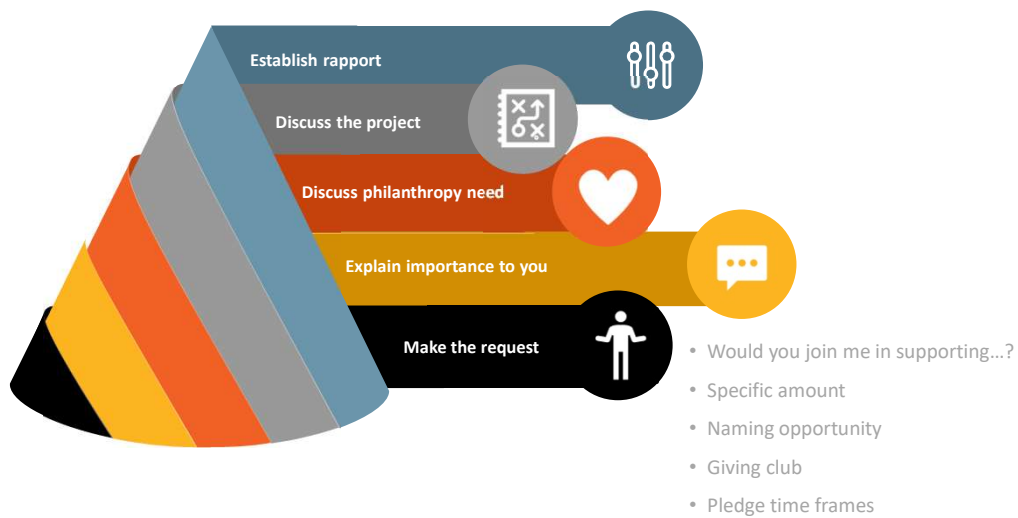 Establish rapport
Discuss the project
Discuss philanthropy need
Explain importance to you
Make the request
• Would you join me in supporting…?
• Specific amount
• Naming opportunity
• Giving club
• Pledge time frames